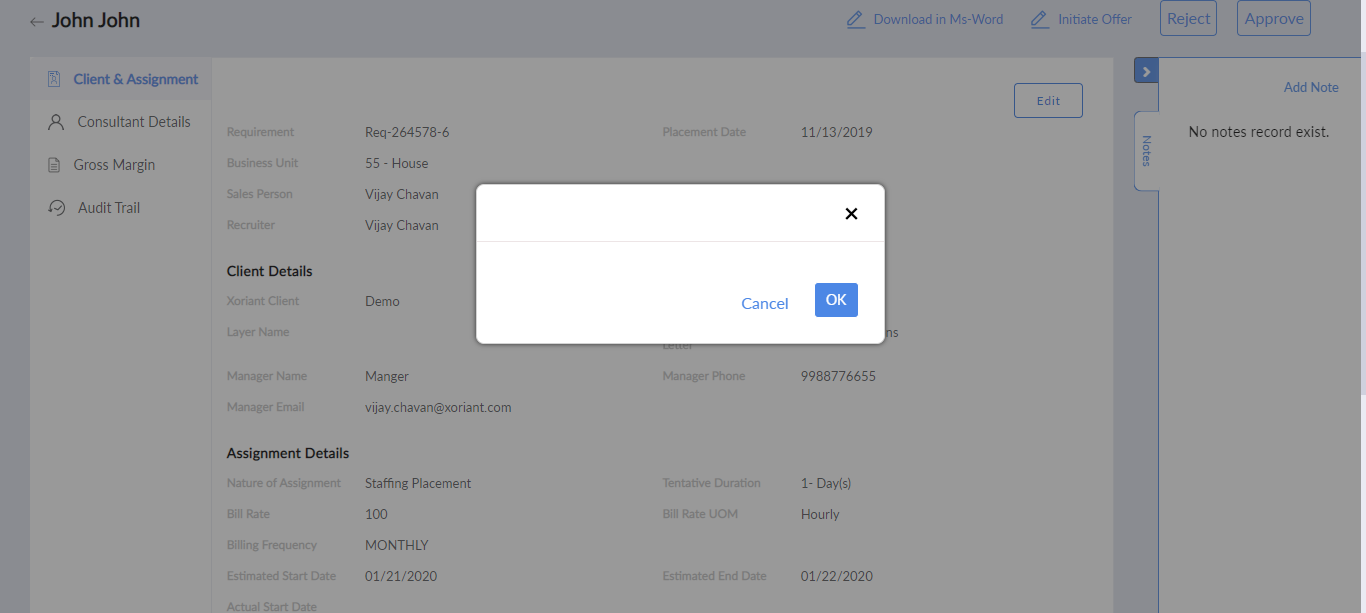 John John
Download in Ms-Word
Initiate Offer
Reject
Approve
Client & Assignment
Consultant Details
Gross Margin
Audit Trail
Edit
Requirement Req-264578-6 Placement Date 11/13/2019
Business Unit 55 - House
Sales Person Vijay Chavan
Recruiter Vijay Chavan
Cancel OK
Client Details
Xoriant Client Demo
Layer Name
Letter ns
Manager Name Manger Manager Phone 9988776655
Manager Email vijay.chavan@xoriant.com
Assignment Details
Nature of Assignment Staffing Placement Tentative Duration 1- Day(s)
Bill Rate 100 Bill Rate UOM Hourly
Billing Frequency MONTHLY
Estimated Start Date 01/21/2020 Estimated End Date 01/22/2020
Actual Start Date
Notes
Add Note
No notes record exist.